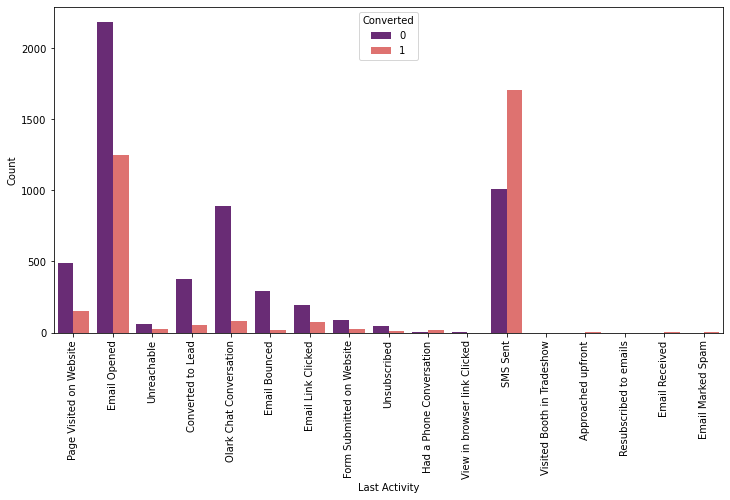 Converted
0
1
2000
1500
1000
500
0
Count
Page Visited on Website
Email Opened
Unreachable
Converted to Lead
Olark Chat Conversation
Email Bounced
Email Link Clicked
Form Submitted on Website
Unsubscribed
Had a Phone Conversation
View in browser link Clicked
SMS Sent
Visited Booth in Tradeshow
Approached upfront
Resubscribed to emails
Email Received
Email Marked Spam
Last Activity